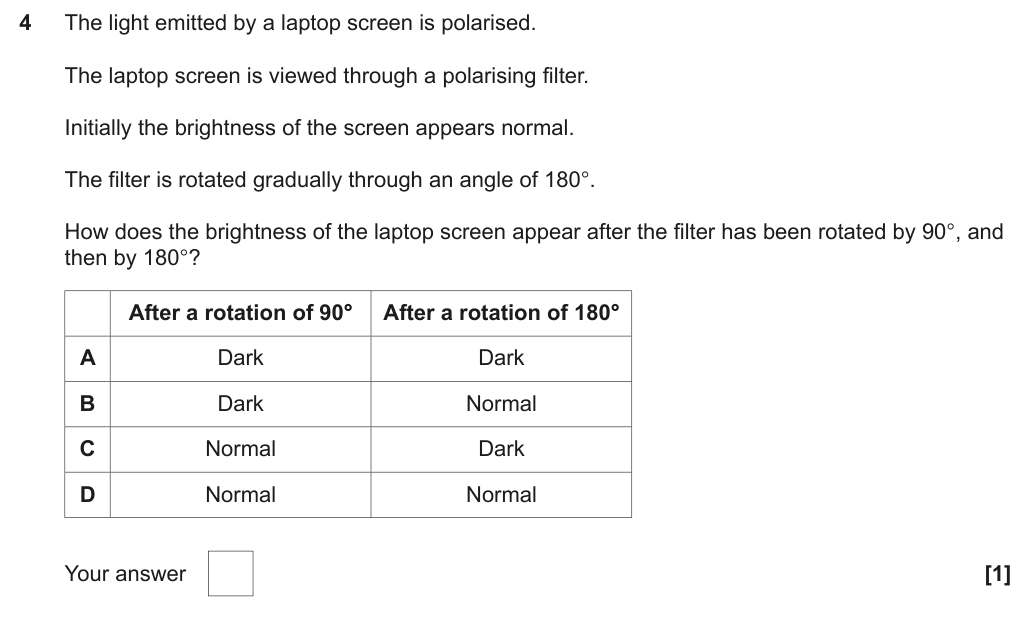 4 The light emitted by a laptop screen is polarised.
The laptop screen is viewed through a polarising filter.
Initially the brightness of the screen appears normal.
The filter is rotated gradually through an angle of 180°.
How does the brightness of the laptop screen appear after the filter has been rotated by 90°, and
then by 180°?
After a rotation of 90° After a rotation of 180°
A Dark Dark
B Dark Normal
C Normal Dark
D Normal Normal
Your answer [1]